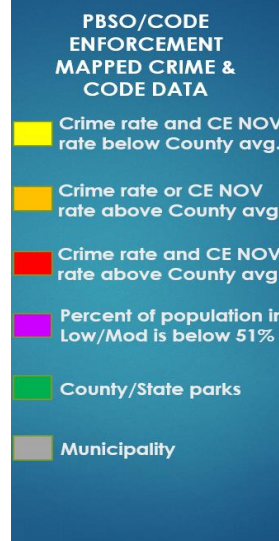 PBSO/CODE
ENFORCEMENT
MAPPED CRIME &
CODE DATA
Crime rate and CE NOV
rate below County avg.
Crime rate or CE NOV
rate above County avg
Crime rate and CE NOV
rate above County avg
Percent of population in
Low/Mod is below 51%
County/State parks
Municipality